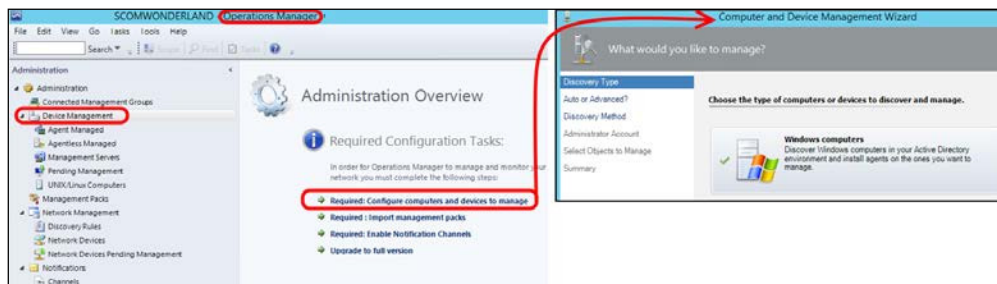 SCOMWONDERLAND - Operations Manager
File Edit View Go Tasks Tools Help
Search Scope Find Tasks
Administration
Administration
Connected Management Groups
Device Management
Agent Managed
Agentless Managed
Management Servers
Pending Management
UNIX/Linux Computers
Management Packs
Network Management
Discovery Rules
Network Devices
Network Devices Pending Management
Notifications
Channels
Administration Overview
Required Configuration Tasks:
In order for Operations Manager to manage and monitor your
network you must complete the following steps:
Required: Configure computers and devices to manage
Required : Import management packs
Required: Enable Notification Channels
Upgrade to full version
Computer and Device Management Wizard
What would you like to manage?
Discovery Type
Auto or Advanced?
Discovery Method
Administrator Account
Select Objects to Manage
Summary
Choose the type of computers or devices to discover and manage.
Windows computers
Discover Windows computers in your Active Directory
environment and install agents on the ones you want to
manage.